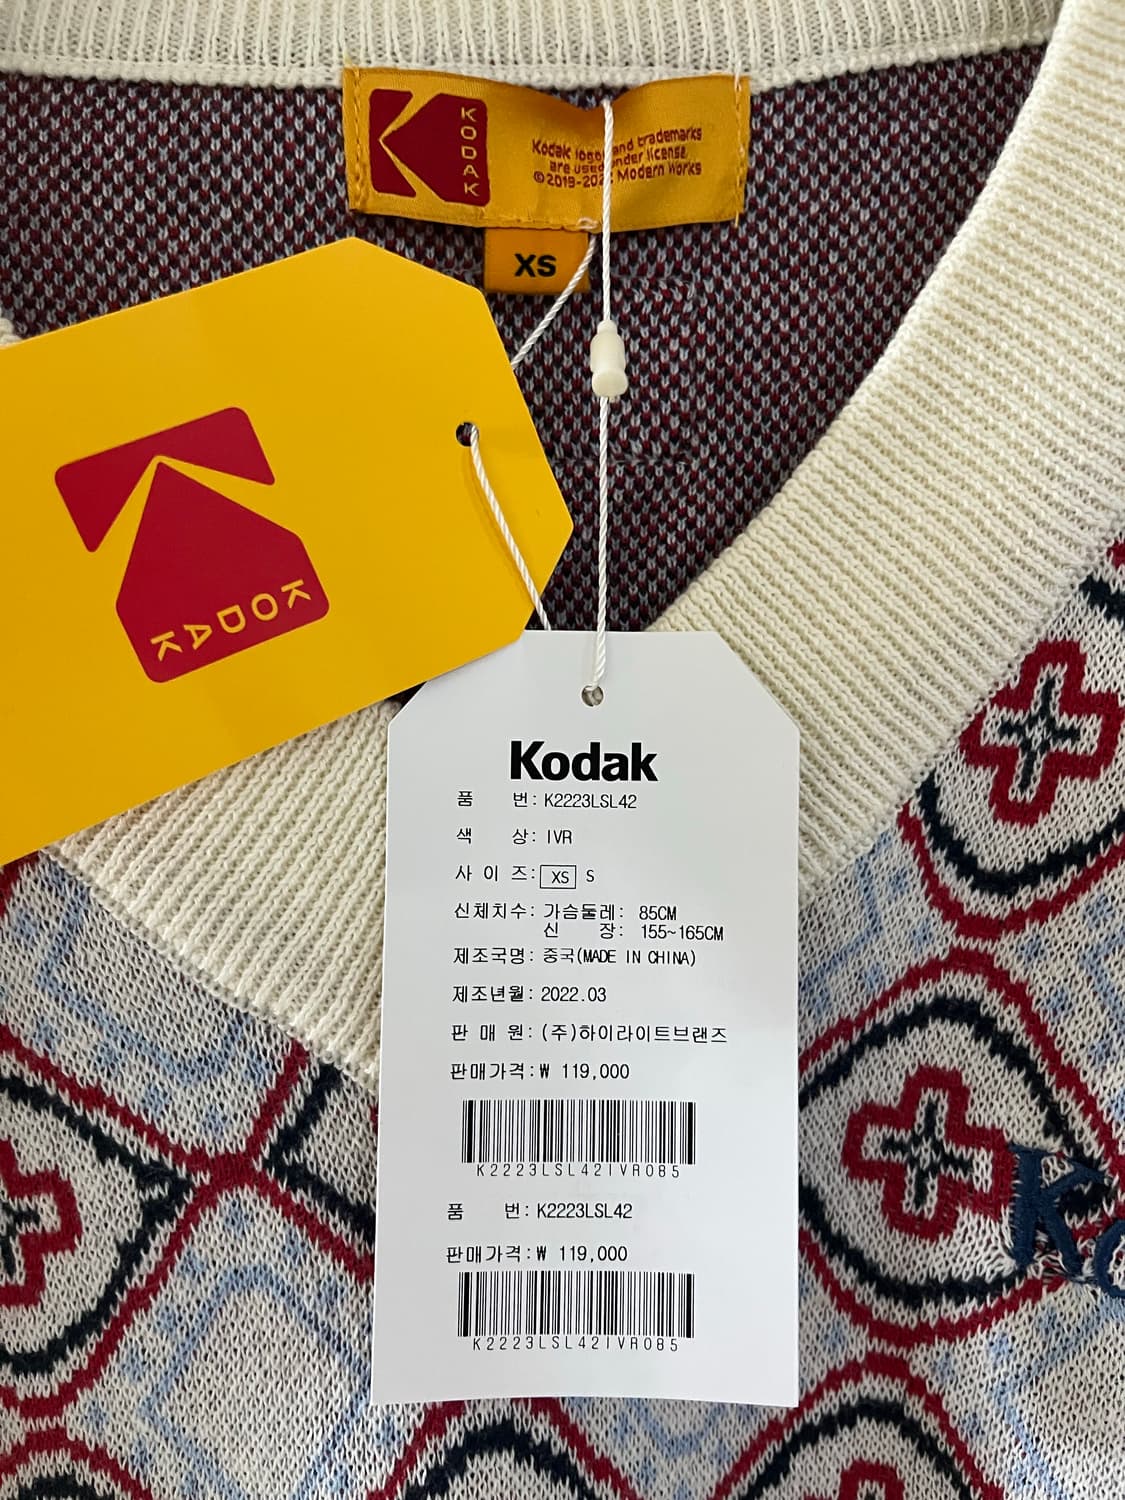 KODAK
Kodak logo and trademarks
are used under license.
©2019-202 Modern Works
XS
KODAK
Kodak
품 번: K2223LSL42
색 상: IVR
사 이 즈: XS S
신체치수: 가슴둘레: 85CM
신 장: 155~165CM
제조국명: 중국(MADE IN CHINA)
제조년월: 2022.03
판 매 원: (주)하이라이트브랜즈
판매가격:₩ 119,000
K2223LSL42IVR085
품 번: K2223LSL42
판매가격:₩ 119,000
K2223LSL42IVR085